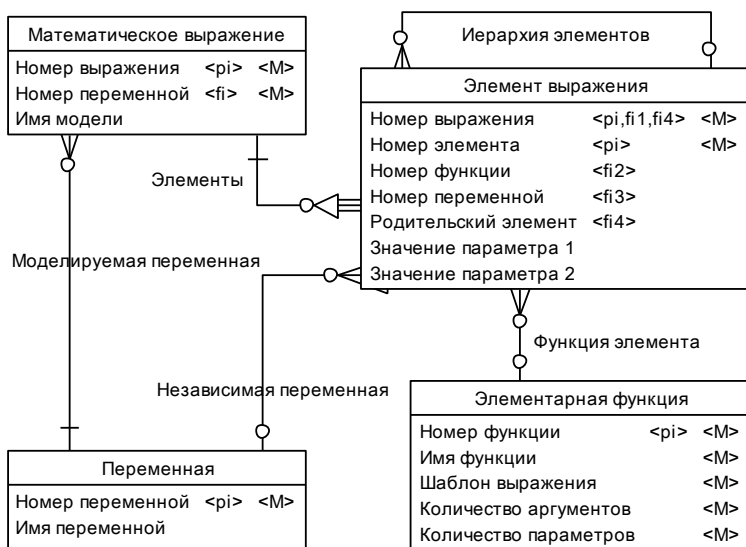 Математическое выражение
Номер выражения <pi> <M>
Номер переменной <fi> <M>
Имя модели
Иерархия элементов
Элемент выражения
Номер выражения <pi,fi1,fi4> <M>
Номер элемента <pi> <M>
Номер функции <fi2>
Номер переменной <fi3>
Родительский элемент <fi4>
Значение параметра 1
Значение параметра 2
Элементы
Моделируемая переменная
Функция элемента
Независимая переменная
Переменная
Номер переменной <pi> <M>
Имя переменной
Элементарная функция
Номер функции <pi> <M>
Имя функции <M>
Шаблон выражения <M>
Количество аргументов <M>
Количество параметров <M>